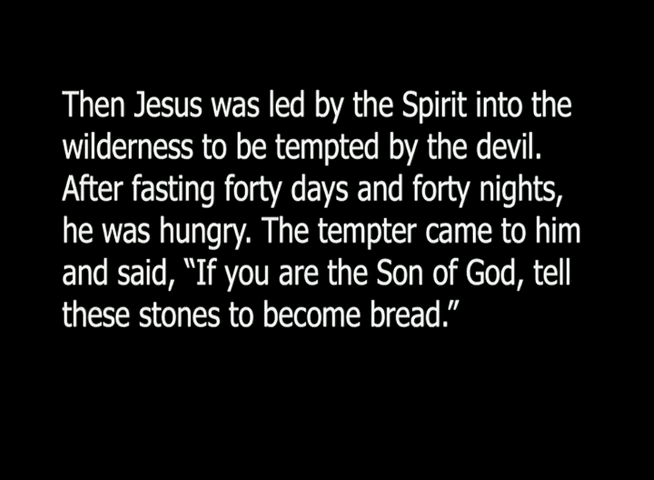 Then Jesus was led by the Spirit into the
wilderness to be tempted by the devil.
After fasting forty days and forty nights,
he was hungry. The tempter came to him
and said, “If you are the Son of God, tell
these stones to become bread.”